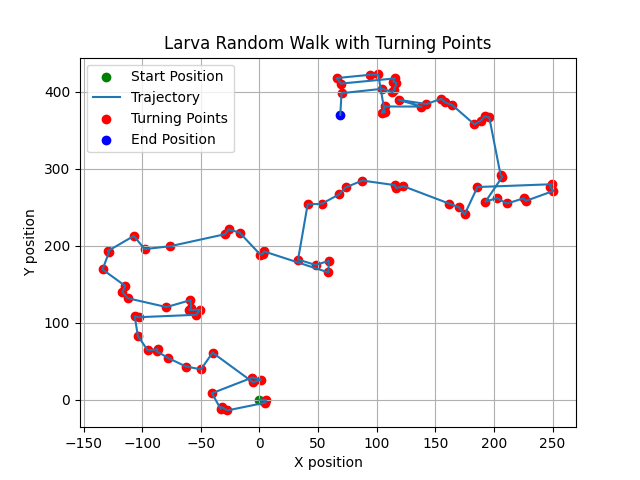 Larva Random Walk with Turning Points
Start Position
Trajectory
Turning Points
End Position
400
300
200
100
0
Y position
−150
−100
−50
0
50
100
150
200
250
X position